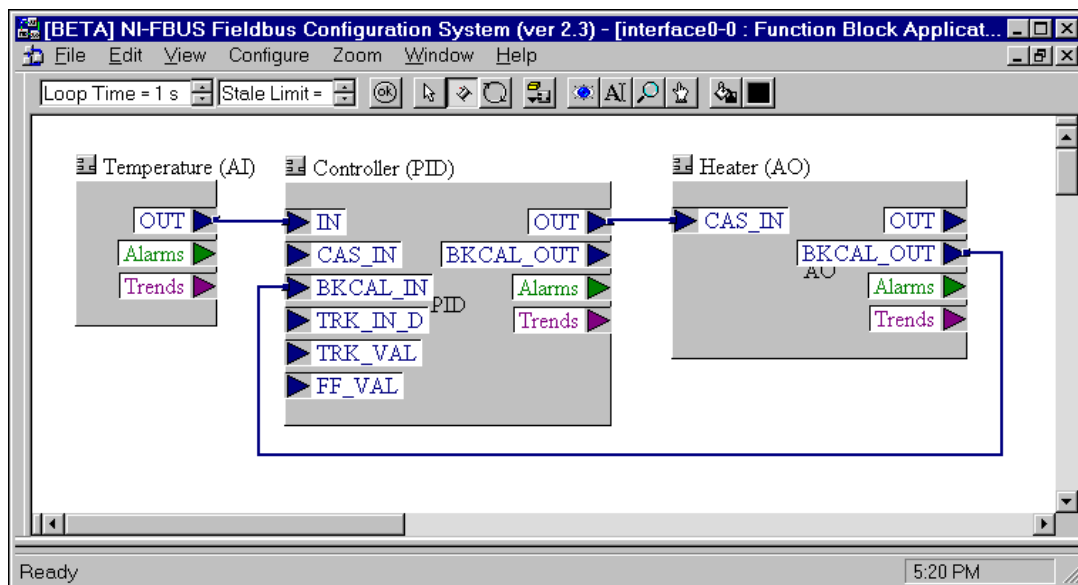 [BETA] NI-FBUS Fieldbus Configuration System (ver 2.3) - [interface0-0 : Function Block Applicat...
File Edit View Configure Zoom Window Help
Loop Time = 1 s Stale Limit = ok AI
Temperature (AI) Controller (PID) Heater (AO)
OUT IN OUT CAS_IN OUT
Alarms CAS_IN BKCAL_OUT BKCAL_OUT
AO
Trends BKCAL_IN Alarms Alarms
PID
TRK_IN_D Trends Trends
TRK_VAL
FF_VAL
Ready 5:20 PM